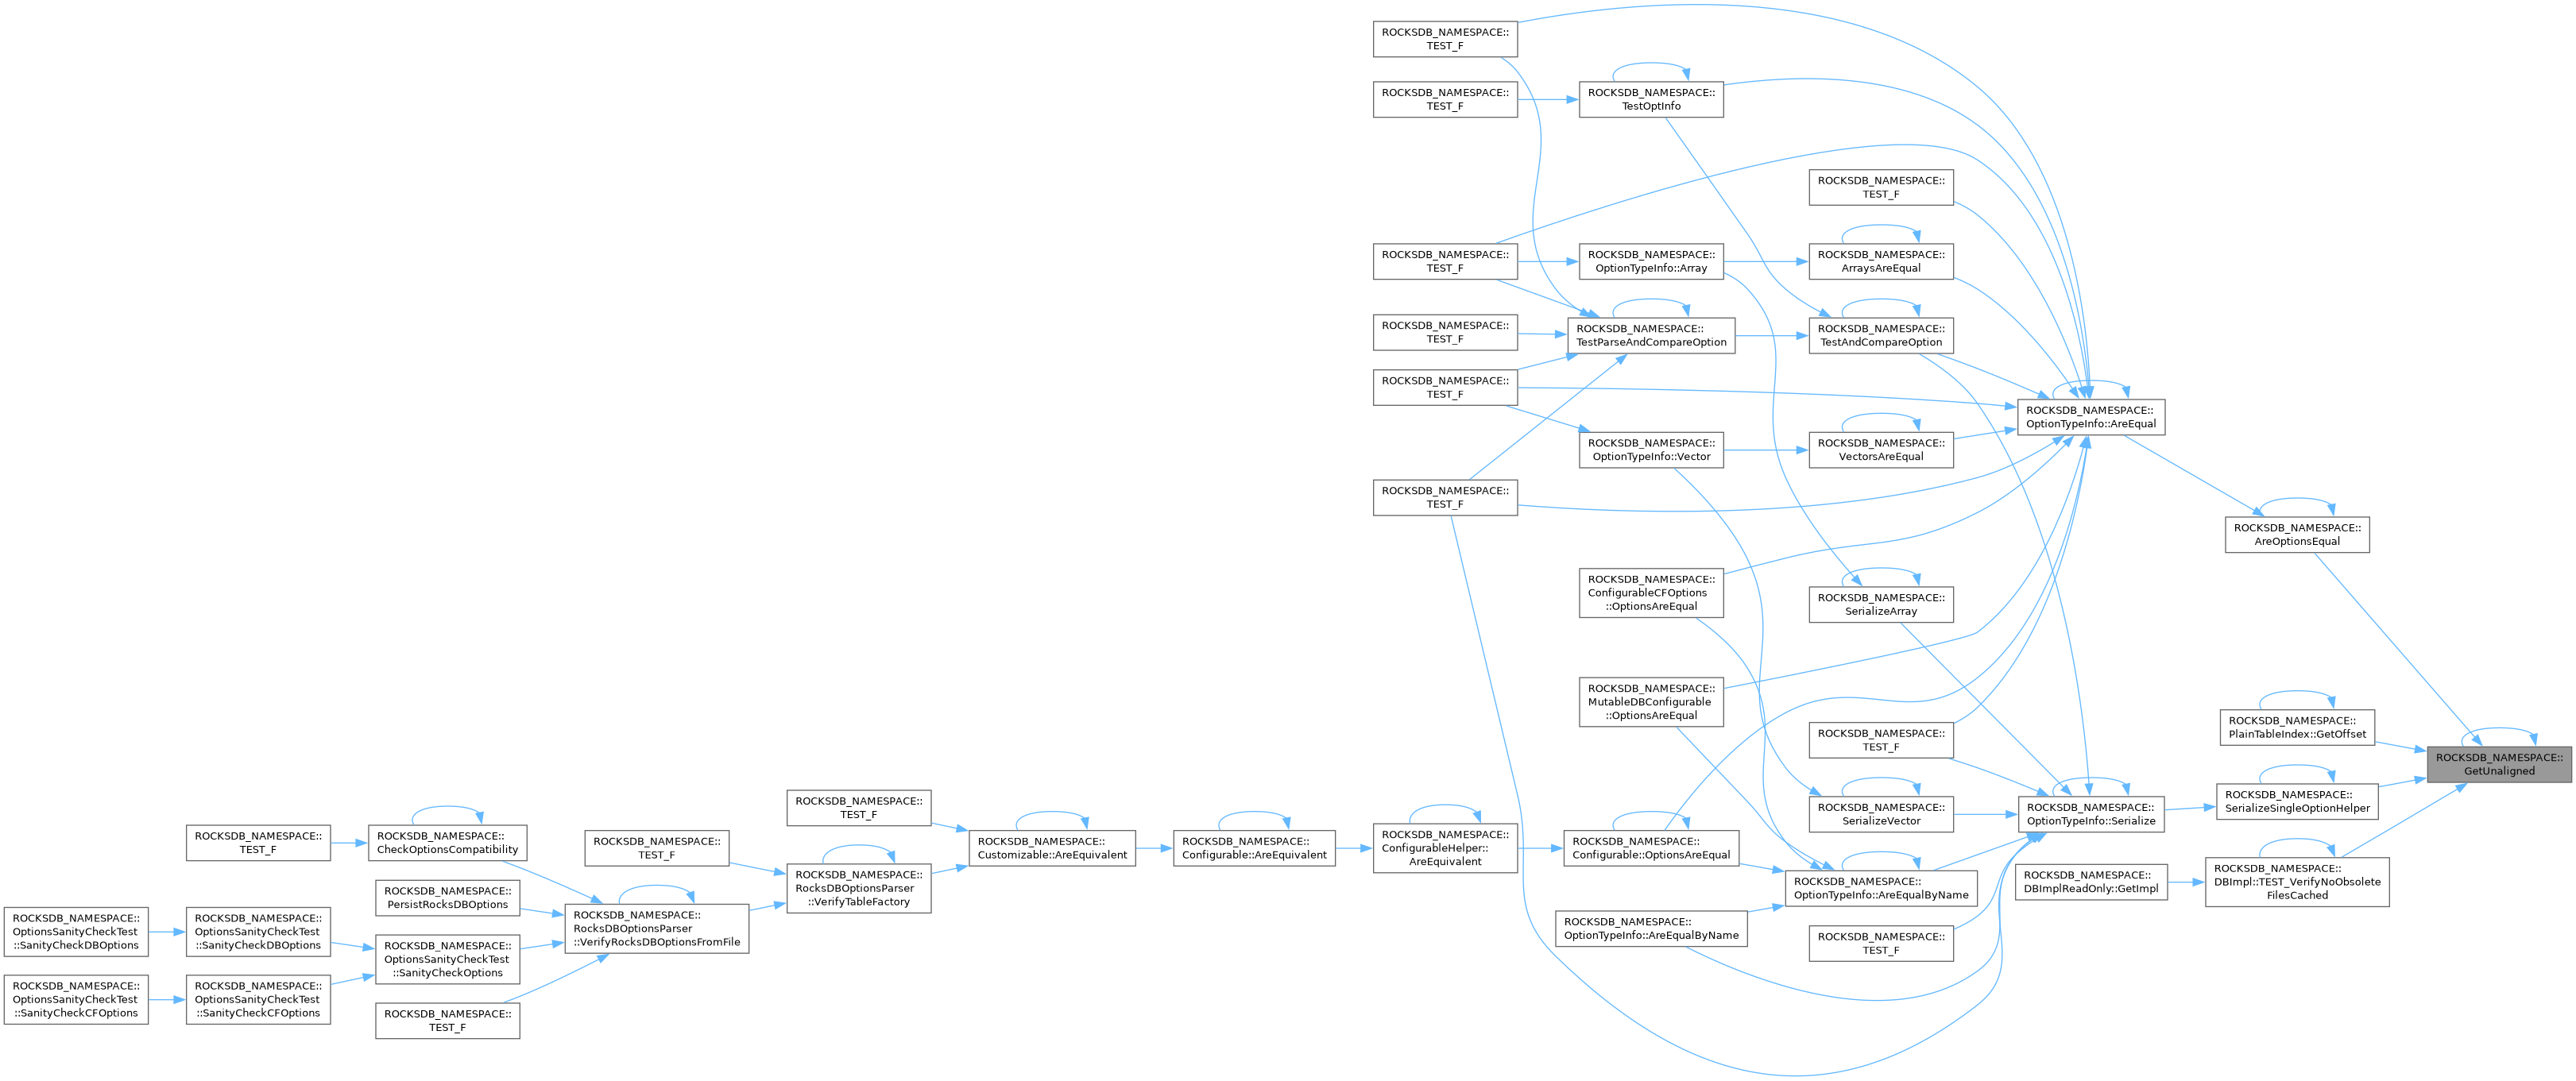 ROCKSDB_NAMESPACE::
TEST_F
ROCKSDB_NAMESPACE::
TEST_F
ROCKSDB_NAMESPACE::
TestOptInfo
ROCKSDB_NAMESPACE::
TEST_F
ROCKSDB_NAMESPACE::
TEST_F
ROCKSDB_NAMESPACE::
OptionTypeInfo::Array
ROCKSDB_NAMESPACE::
ArraysAreEqual
ROCKSDB_NAMESPACE::
TEST_F
ROCKSDB_NAMESPACE::
TestParseAndCompareOption
ROCKSDB_NAMESPACE::
TestAndCompareOption
ROCKSDB_NAMESPACE::
TEST_F
ROCKSDB_NAMESPACE::
OptionTypeInfo::AreEqual
ROCKSDB_NAMESPACE::
OptionTypeInfo::Vector
ROCKSDB_NAMESPACE::
VectorsAreEqual
ROCKSDB_NAMESPACE::
TEST_F
ROCKSDB_NAMESPACE::
AreOptionsEqual
ROCKSDB_NAMESPACE::
ConfigurableCFOptions
::OptionsAreEqual
ROCKSDB_NAMESPACE::
SerializeArray
ROCKSDB_NAMESPACE::
MutableDBConfigurable
::OptionsAreEqual
ROCKSDB_NAMESPACE::
PlainTableIndex::GetOffset
ROCKSDB_NAMESPACE::
TEST_F
ROCKSDB_NAMESPACE::
GetUnaligned
ROCKSDB_NAMESPACE::
SerializeSingleOptionHelper
ROCKSDB_NAMESPACE::
TEST_F
ROCKSDB_NAMESPACE::
SerializeVector
ROCKSDB_NAMESPACE::
OptionTypeInfo::Serialize
ROCKSDB_NAMESPACE::
TEST_F
ROCKSDB_NAMESPACE::
CheckOptionsCompatibility
ROCKSDB_NAMESPACE::
TEST_F
ROCKSDB_NAMESPACE::
Customizable::AreEquivalent
ROCKSDB_NAMESPACE::
Configurable::AreEquivalent
ROCKSDB_NAMESPACE::
ConfigurableHelper::
AreEquivalent
ROCKSDB_NAMESPACE::
Configurable::OptionsAreEqual
ROCKSDB_NAMESPACE::
DBImplReadOnly::GetImpl
ROCKSDB_NAMESPACE::
DBImpl::TEST_VerifyNoObsolete
FilesCached
ROCKSDB_NAMESPACE::
PersistRocksDBOptions
ROCKSDB_NAMESPACE::
RocksDBOptionsParser
::VerifyTableFactory
ROCKSDB_NAMESPACE::
OptionTypeInfo::AreEqualByName
ROCKSDB_NAMESPACE::
OptionsSanityCheckTest
::SanityCheckDBOptions
ROCKSDB_NAMESPACE::
OptionsSanityCheckTest
::SanityCheckDBOptions
ROCKSDB_NAMESPACE::
RocksDBOptionsParser
::VerifyRocksDBOptionsFromFile
ROCKSDB_NAMESPACE::
OptionTypeInfo::AreEqualByName
ROCKSDB_NAMESPACE::
TEST_F
ROCKSDB_NAMESPACE::
OptionsSanityCheckTest
::SanityCheckOptions
ROCKSDB_NAMESPACE::
OptionsSanityCheckTest
::SanityCheckCFOptions
ROCKSDB_NAMESPACE::
OptionsSanityCheckTest
::SanityCheckCFOptions
ROCKSDB_NAMESPACE::
TEST_F